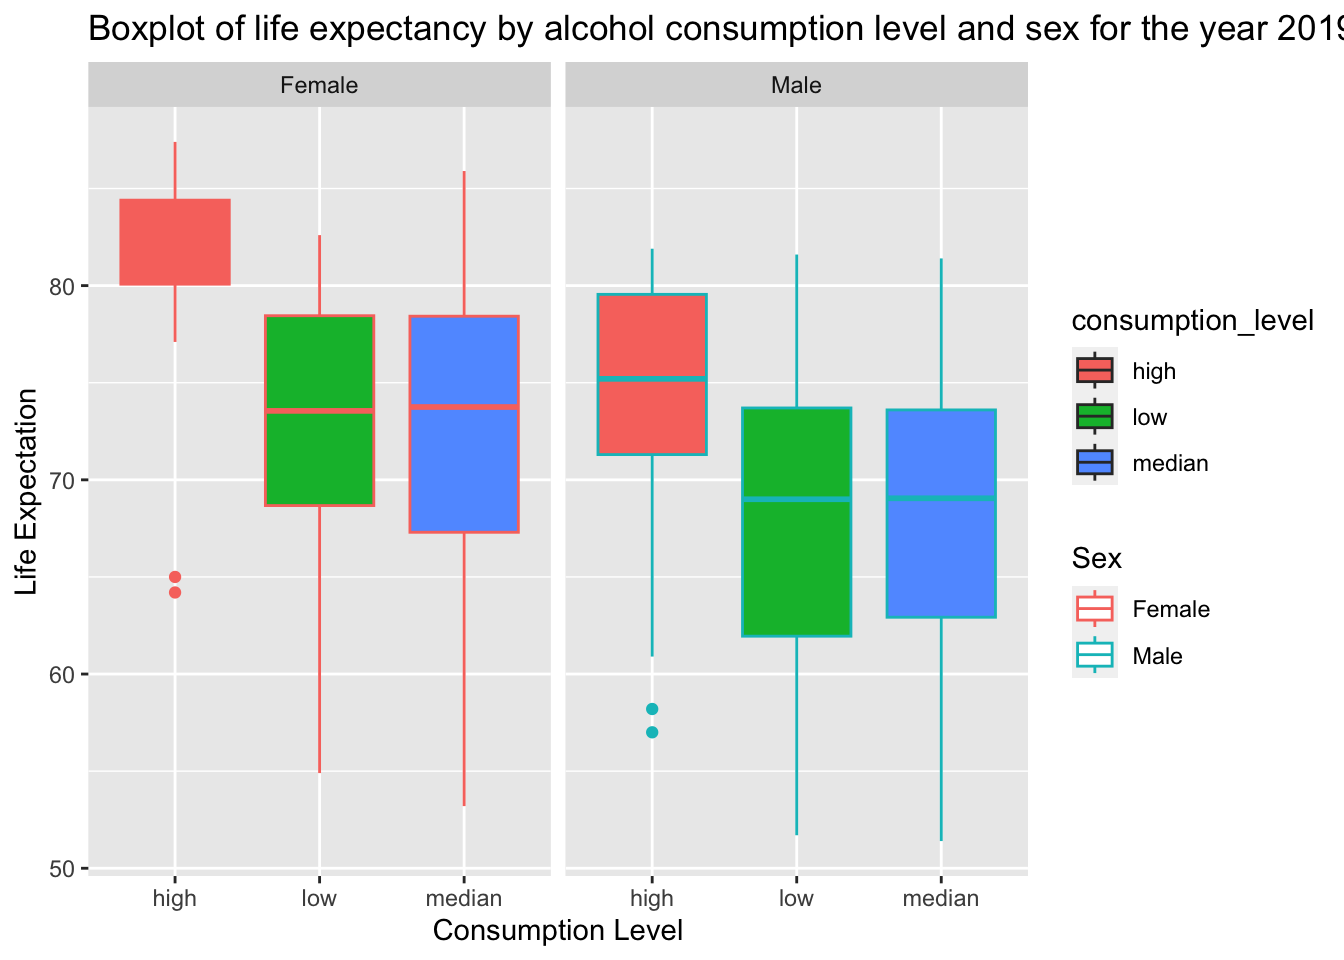 Boxplot of life expectancy by alcohol consumption level and sex for the year 2019
Female
Male
80
70
60
50
Life Expectation
high
low
median
high
low
median
Consumption Level
consumption_level
high
low
median
Sex
Female
Male